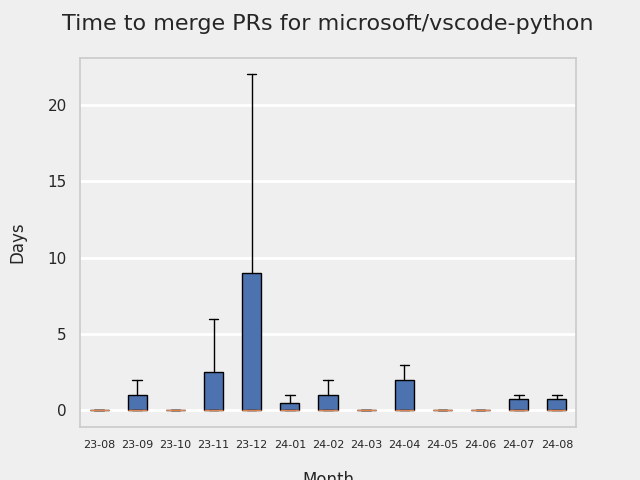 Time to merge PRs for microsoft/vscode-python
20
15
10
5
0
Days
23-08 23-09 23-10 23-11 23-12 24-01 24-02 24-03 24-04 24-05 24-06 24-07 24-08
Month